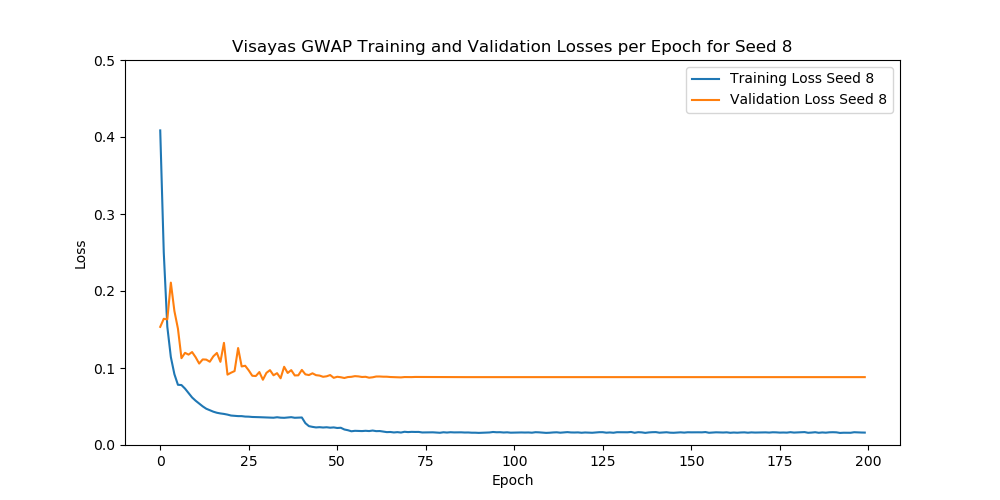 Visayas GWAP Training and Validation Losses per Epoch for Seed 8
Training Loss Seed 8
Validation Loss Seed 8
0.5
0.4
0.3
0.2
0.1
0.0
Loss
0 25 50 75 100 125 150 175 200
Epoch